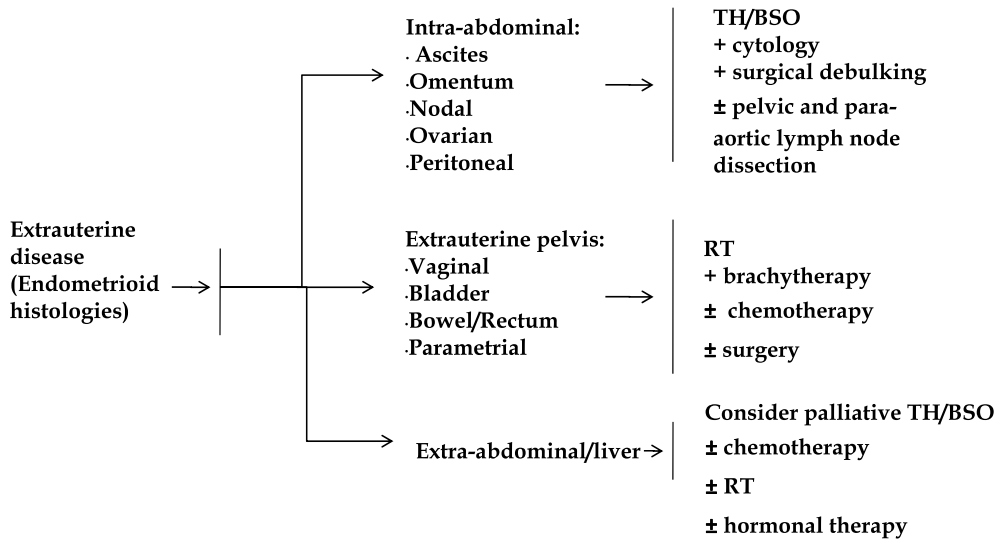 Extrauterine
disease
(Endometrioid
histologies)
Intra-abdominal:
· Ascites
·Omentum
·Nodal
·Ovarian
·Peritoneal
TH/BSO
+ cytology
+ surgical debulking
± pelvic and para-
aortic lymph node
dissection
Extrauterine pelvis:
·Vaginal
·Bladder
·Bowel/Rectum
·Parametrial
RT
+ brachytherapy
± chemotherapy
± surgery
Extra-abdominal/liver
Consider palliative TH/BSO
± chemotherapy
± RT
± hormonal therapy